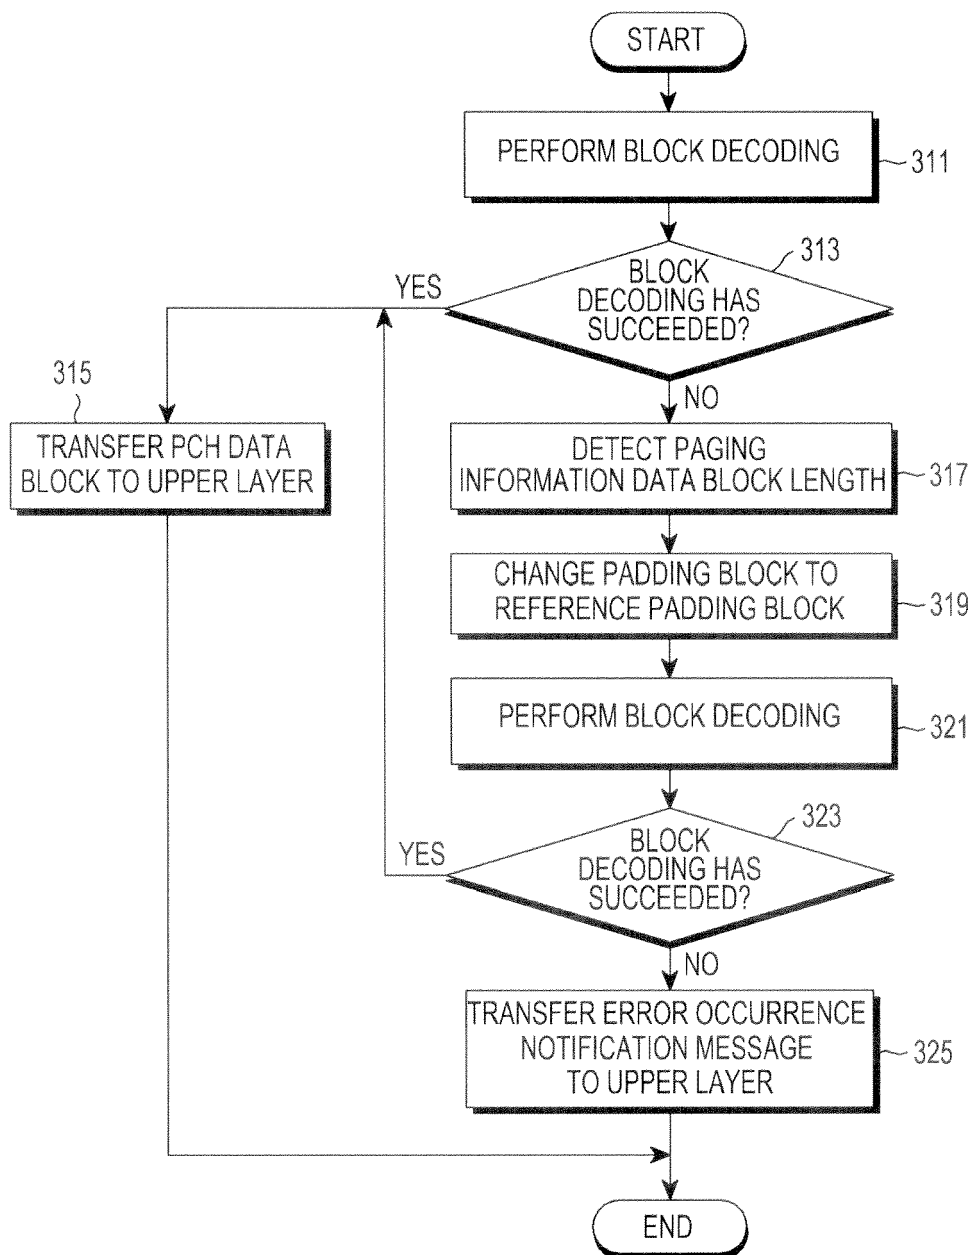 START
PERFORM BLOCK DECODING
311
313
BLOCK
DECODING HAS
SUCCEEDED?
YES
NO
315
TRANSFER PCH DATA
BLOCK TO UPPER LAYER
DETECT PAGING
INFORMATION DATA BLOCK LENGTH
317
CHANGE PADDING BLOCK TO
REFERENCE PADDING BLOCK
319
PERFORM BLOCK DECODING
321
323
BLOCK
DECODING HAS
SUCCEEDED?
YES
NO
TRANSFER ERROR OCCURRENCE
NOTIFICATION MESSAGE
TO UPPER LAYER
325
END